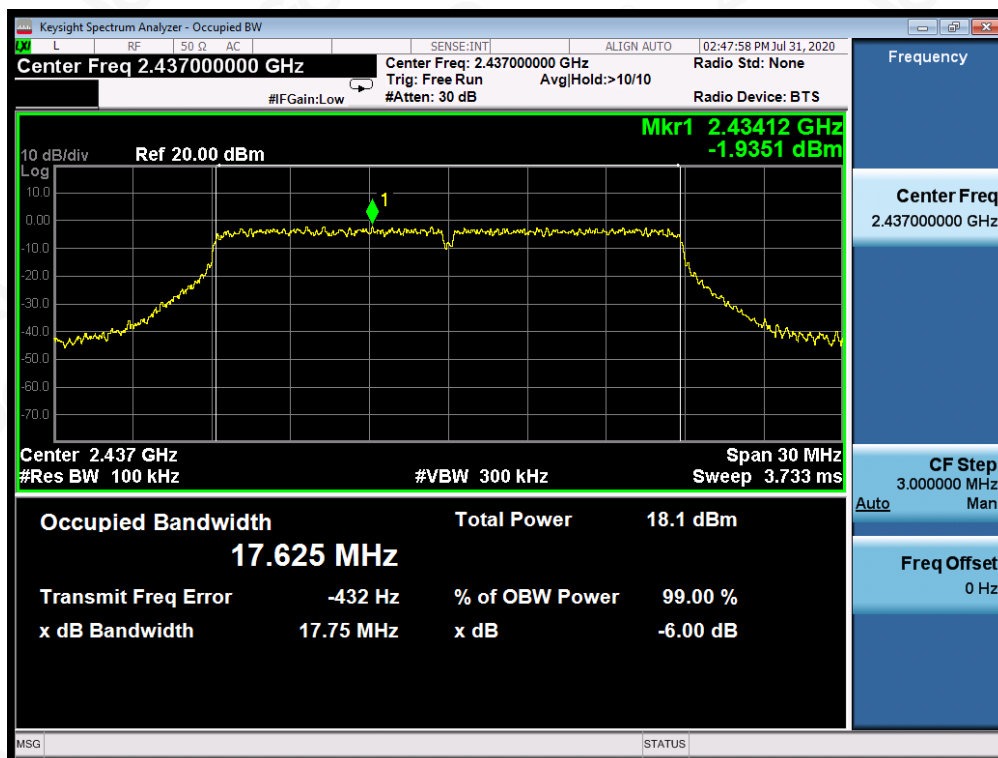 Keysight Spectrum Analyzer - Occupied BW
LXI L RF 50 Ω AC SENSE:INT ALIGN AUTO 02:47:58 PM Jul 31, 2020
Center Freq 2.437000000 GHz
Center Freq: 2.437000000 GHz
Radio Std: None
Trig: Free Run Avg|Hold:>10/10
#IFGain:Low
#Atten: 30 dB
Radio Device: BTS
Mkr1 2.43412 GHz
-1.9351 dBm
10 dB/div Ref 20.00 dBm
Log
10.0
0.00
-10.0
-20.0
-30.0
-40.0
-50.0
-60.0
-70.0
1
Center 2.437 GHz
Span 30 MHz
#Res BW 100 kHz
#VBW 300 kHz
Sweep 3.733 ms
Occupied Bandwidth
17.625 MHz
Total Power 18.1 dBm
Transmit Freq Error -432 Hz
% of OBW Power 99.00 %
x dB Bandwidth 17.75 MHz
x dB -6.00 dB
Frequency
Center Freq
2.437000000 GHz
CF Step
3.000000 MHz
Auto Man
Freq Offset
0 Hz
MSG
STATUS